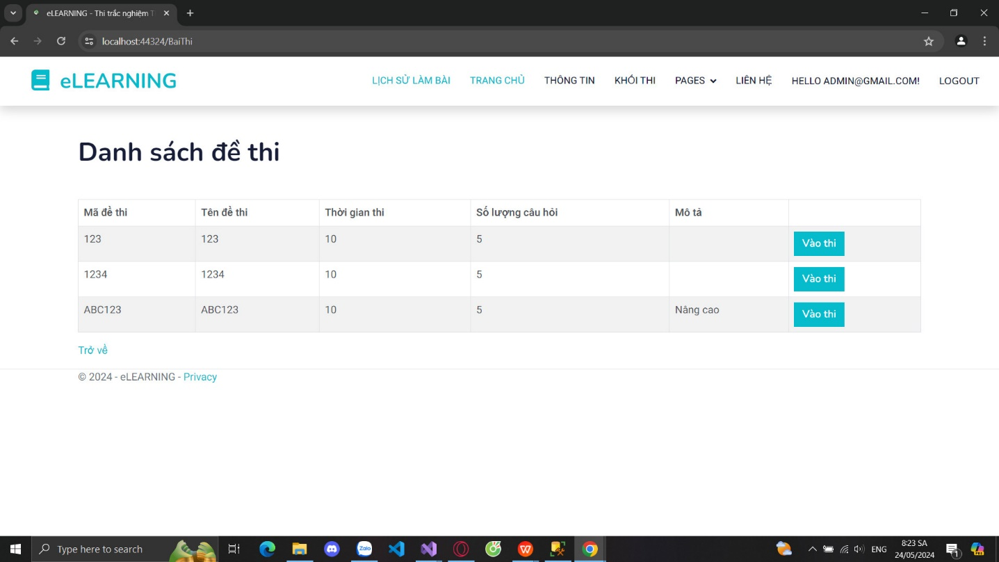 eLEARNING - Thi trắc nghiệm T
localhost:44324/BaiThi
eLEARNING
LỊCH SỬ LÀM BÀI TRANG CHỦ THÔNG TIN KHỐI THI PAGES LIÊN HỆ HELLO ADMIN@GMAIL.COM! LOGOUT
Danh sách đề thi
Mã đề thi Tên đề thi Thời gian thi Số lượng câu hỏi Mô tả
123 123 10 5 Vào thi
1234 1234 10 5 Vào thi
ABC123 ABC123 10 5 Nâng cao Vào thi
Trở về
© 2024 - eLEARNING - Privacy
Type here to search
Zalo
ENG
8:23 SA
24/05/2024
1